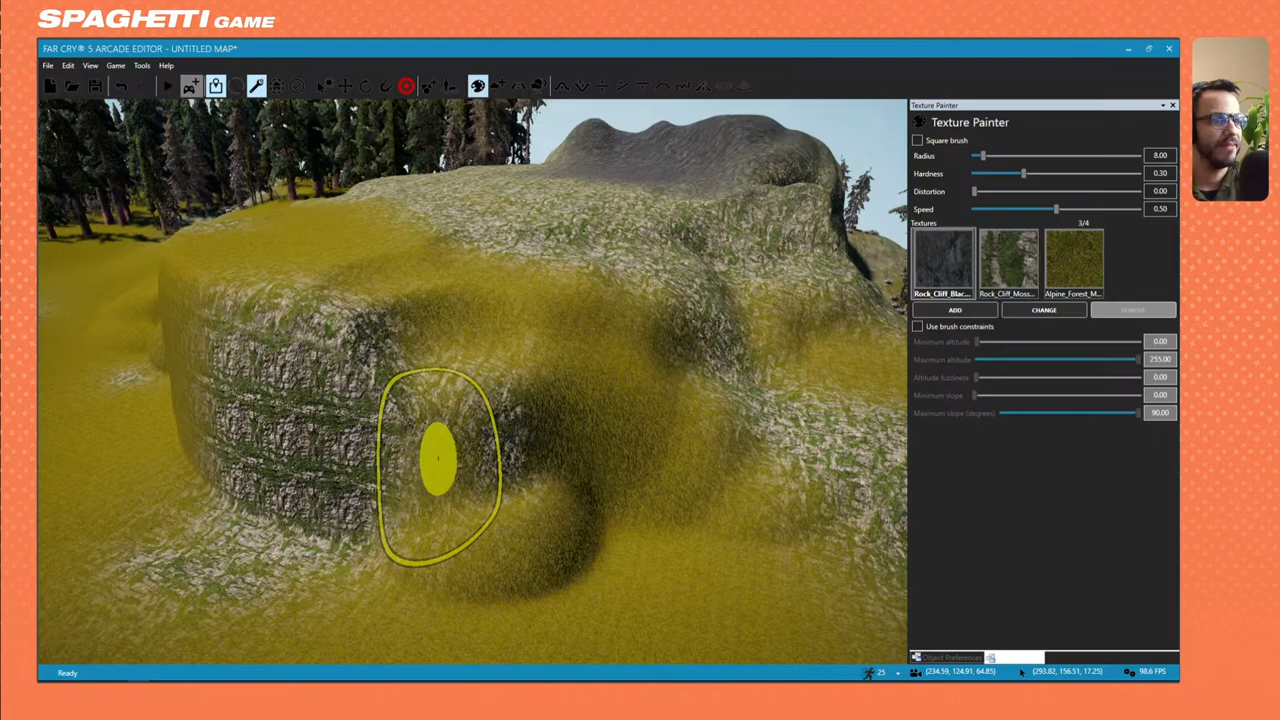 SPAGHETTI GAME
FAR CRY® 5 ARCADE EDITOR - UNTITLED MAP*
File Edit View Game Tools Help
Texture Painter
Texture Painter
Square brush
Radius 8.00
Hardness 0.30
Distortion 0.00
Speed 0.50
Textures 3/4
Rock_Cliff_Blac... Rock_Cliff_Moss... Alpine_Forest_M...
ADD CHANGE REMOVE
Use brush constraints
Minimum altitude 0.00
Maximum altitude 255.00
Altitude fuzziness 0.00
Minimum slope 0.00
Maximum slope (degrees) 90.00
Object Preferences
Ready 25 (234.59, 124.91, 64.85) (293.82, 156.51, 17.25) 98.6 FPS